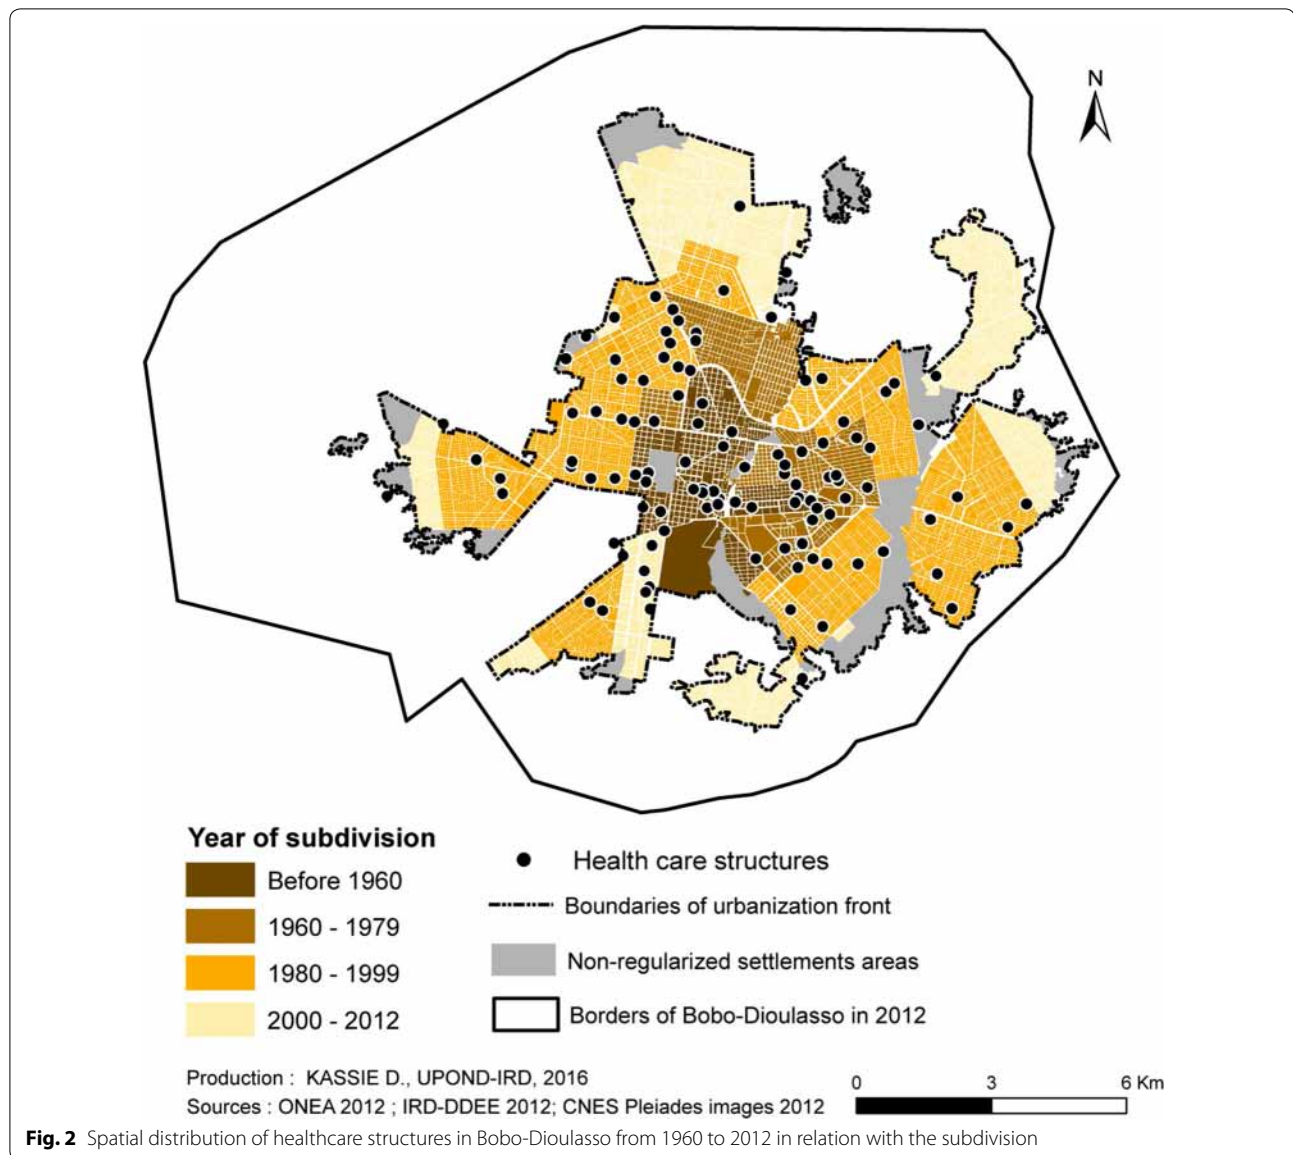 N
Year of subdivision
Before 1960
1960 - 1979
1980 - 1999
2000 - 2012
Health care structures
Boundaries of urbanization front
Non-regularized settlements areas
Borders of Bobo-Dioulasso in 2012
Production : KASSIE D., UPOND-IRD, 2016
Sources : ONEA 2012 ; IRD-DDEE 2012; CNES Pleiades images 2012
0 3 6 Km
Fig. 2 Spatial distribution of healthcare structures in Bobo-Dioulasso from 1960 to 2012 in relation with the subdivision